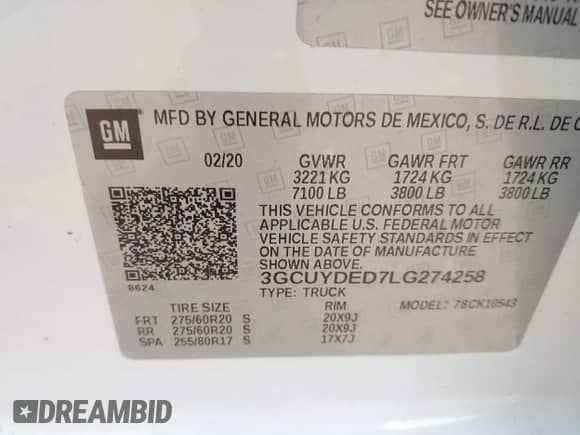 SEE OWNER'S MANUAL
GM
MFD BY GENERAL MOTORS DE MEXICO, S. DE R.L. DE C
02/20 GVWR GAWR FRT GAWR RR
3221 KG 1724 KG 1724 KG
7100 LB 3800 LB 3800 LB
THIS VEHICLE CONFORMS TO ALL
APPLICABLE U.S. FEDERAL MOTOR
VEHICLE SAFETY STANDARDS IN EFFECT
ON THE DATE OF MANUFACTURE
SHOWN ABOVE.
8624 3GCUYDED7LG274258
TYPE: TRUCK MODEL: 78CK10543
TIRE SIZE RIM
FRT 275/60R20 S 20X9J
RR 275/60R20 S 20X9J
SPA 255/80R17 S 17X7J
DREAMBID